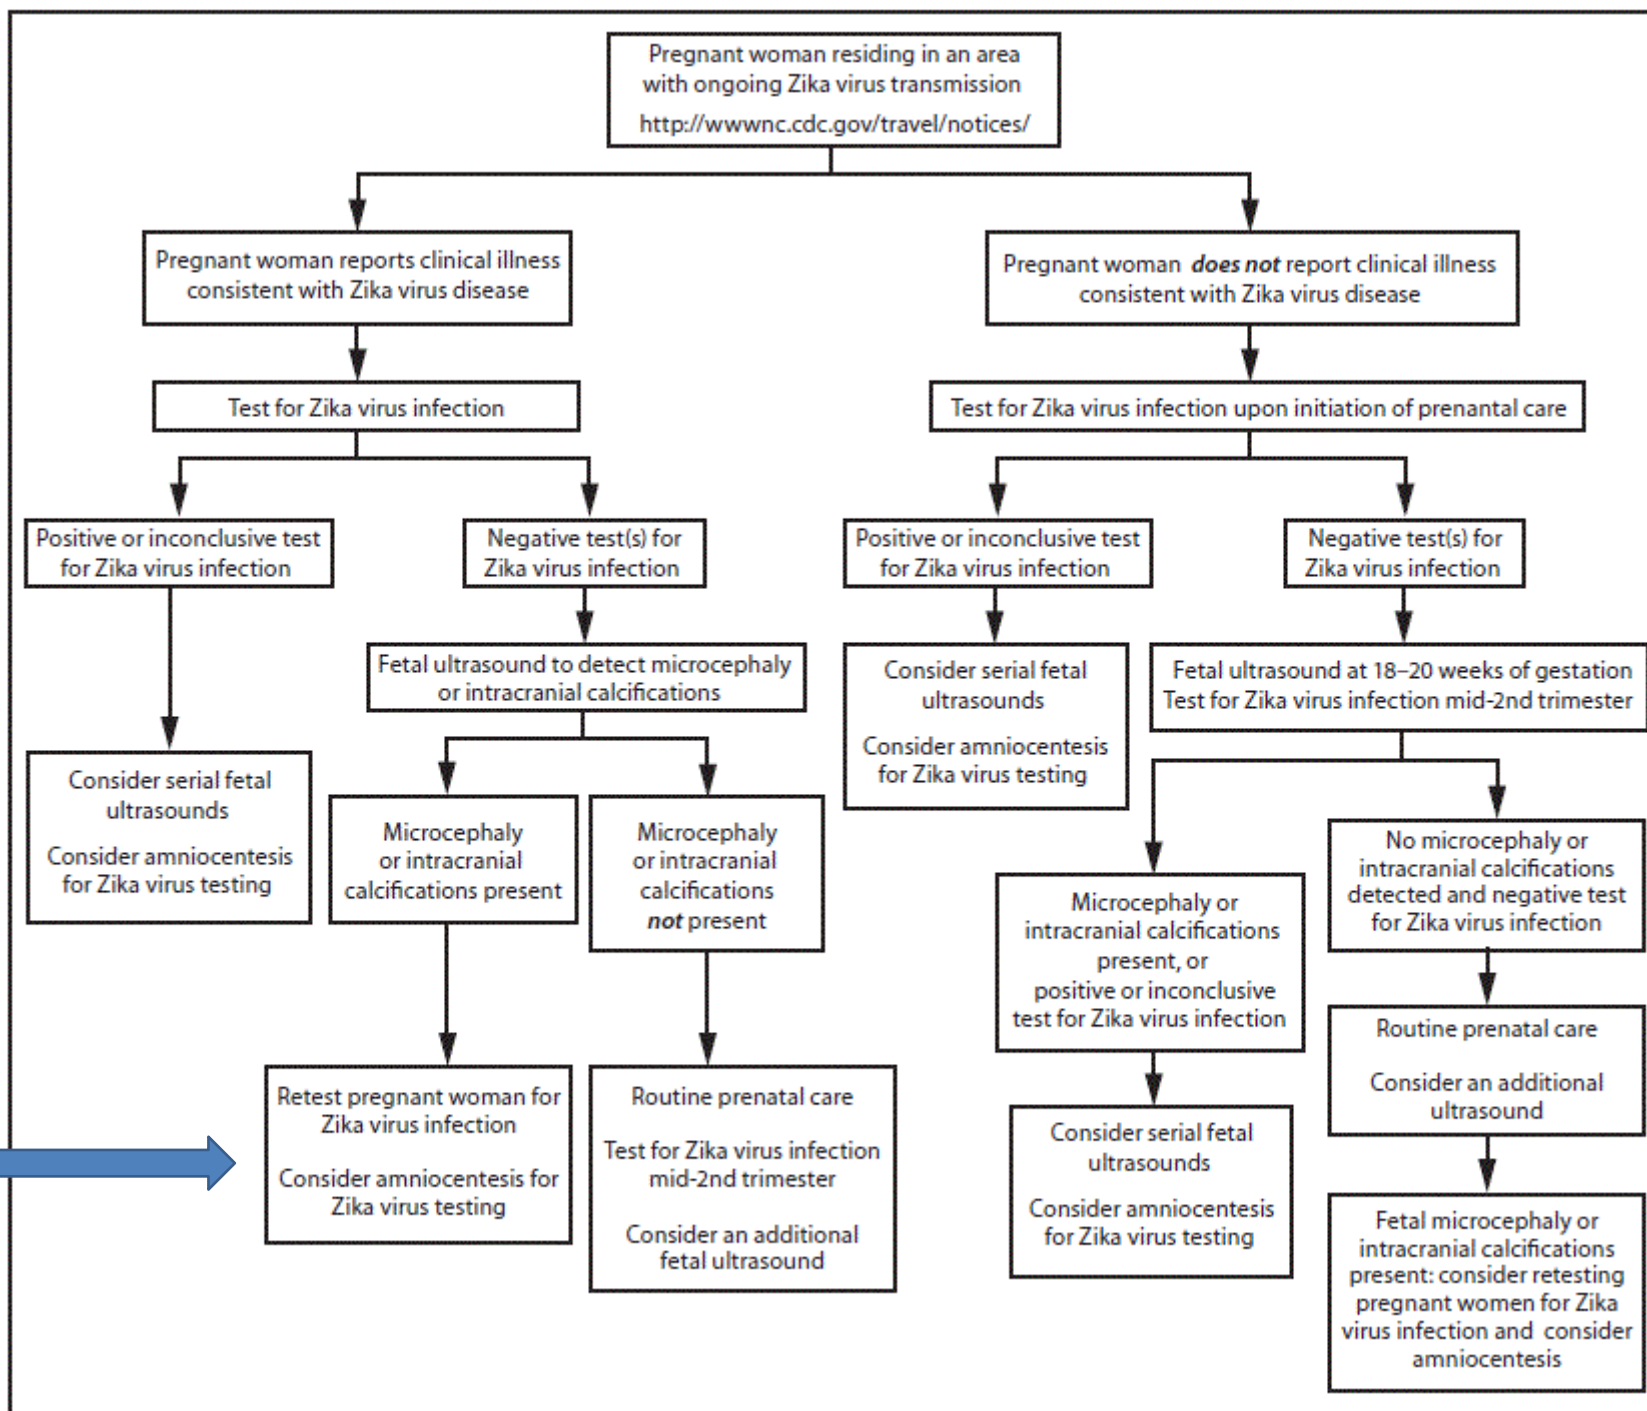 Pregnant woman residing in an area
with ongoing Zika virus transmission
http://wwwnc.cdc.gov/travel/notices/
Pregnant woman reports clinical illness
consistent with Zika virus disease
Pregnant woman does not report clinical illness
consistent with Zika virus disease
Test for Zika virus infection
Test for Zika virus infection upon initiation of prenantal care
Positive or inconclusive test
for Zika virus infection
Negative test(s) for
Zika virus infection
Positive or inconclusive test
for Zika virus infection
Negative test(s) for
Zika virus infection
Fetal ultrasound to detect microcephaly
or intracranial calcifications
Consider serial fetal
ultrasounds
Consider amniocentesis
for Zika virus testing
Fetal ultrasound at 18–20 weeks of gestation
Test for Zika virus infection mid-2nd trimester
Consider serial fetal
ultrasounds
Consider amniocentesis
for Zika virus testing
Microcephaly
or intracranial
calcifications present
Microcephaly
or intracranial
calcifications
not present
Microcephaly or
intracranial calcifications
present, or
positive or inconclusive
test for Zika virus infection
No microcephaly or
intracranial calcifications
detected and negative test
for Zika virus infection
Retest pregnant woman for
Zika virus infection
Consider amniocentesis for
Zika virus testing
Routine prenatal care
Test for Zika virus infection
mid-2nd trimester
Consider an additional
fetal ultrasound
Consider serial fetal
ultrasounds
Consider amniocentesis
for Zika virus testing
Routine prenatal care
Consider an additional
ultrasound
Fetal microcephaly or
intracranial calcifications
present: consider retesting
pregnant women for Zika
virus infection and consider
amniocentesis